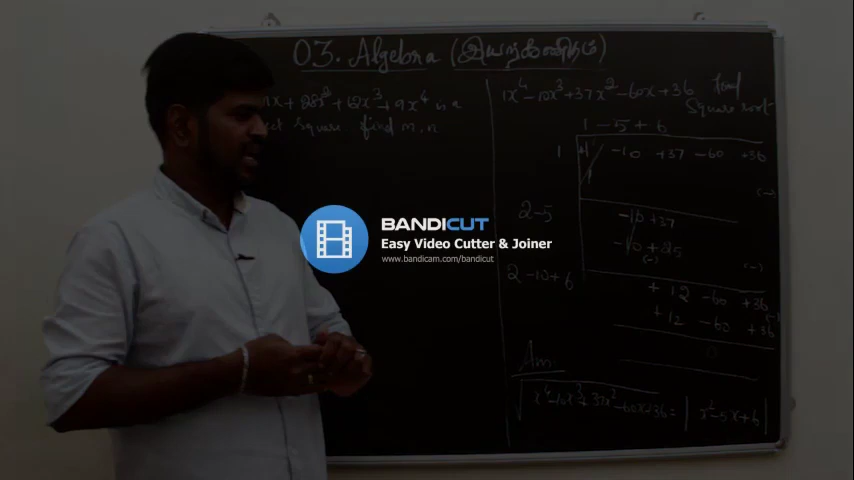 03. Algebra (இயற்கணிதம்)
x + 28x² + 12x³ + 9x⁴ is a
ct square find m, n
1x⁴ - 10x³ + 37x² - 60x + 36 find
Square root
1 - 5 + 6
1 1 -10 +37 -60 +36
(-)
2 -5 -10 +37
-10 +25
(-) (-)
2 -10 +6 +12 -60 +36
+12 -60 +36
(-)
0
Ans.
√x⁴-10x³+37x²-60x+36 = | x²-5x+6 |
BANDICUT
Easy Video Cutter & Joiner
www.bandicam.com/bandicut